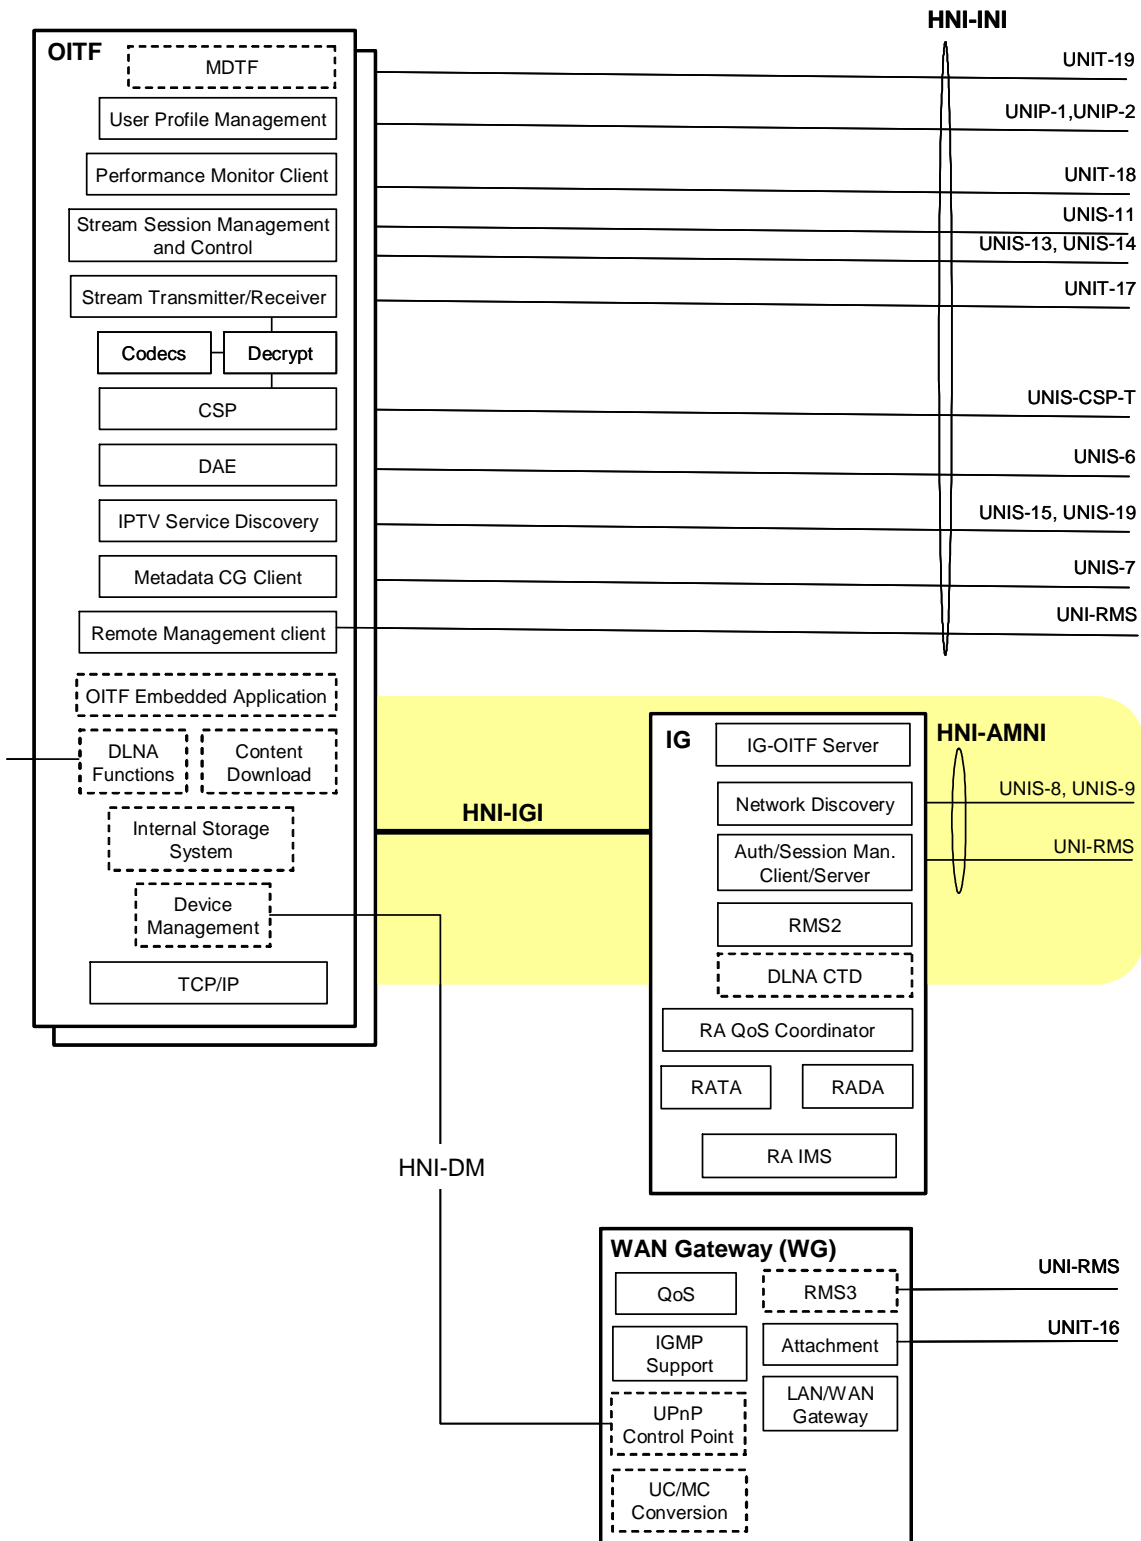 HNI-INI
OITF
MDTF
UNIT-19
User Profile Management
UNIP-1,UNIP-2
Performance Monitor Client
UNIT-18
Stream Session Management
and Control
UNIS-11
UNIS-13, UNIS-14
Stream Transmitter/Receiver
UNIT-17
Codecs
Decrypt
CSP
UNIS-CSP-T
DAE
UNIS-6
IPTV Service Discovery
UNIS-15, UNIS-19
Metadata CG Client
UNIS-7
Remote Management client
UNI-RMS
OITF Embedded Application
DLNA
Functions
Content
Download
Internal Storage
System
Device
Management
TCP/IP
HNI-IGI
IG
IG-OITF Server
HNI-AMNI
Network Discovery
UNIS-8, UNIS-9
Auth/Session Man.
Client/Server
UNI-RMS
RMS2
DLNA CTD
RA QoS Coordinator
RATA
RADA
RA IMS
HNI-DM
WAN Gateway (WG)
QoS
RMS3
UNI-RMS
IGMP
Support
Attachment
UNIT-16
UPnP
Control Point
LAN/WAN
Gateway
UC/MC
Conversion